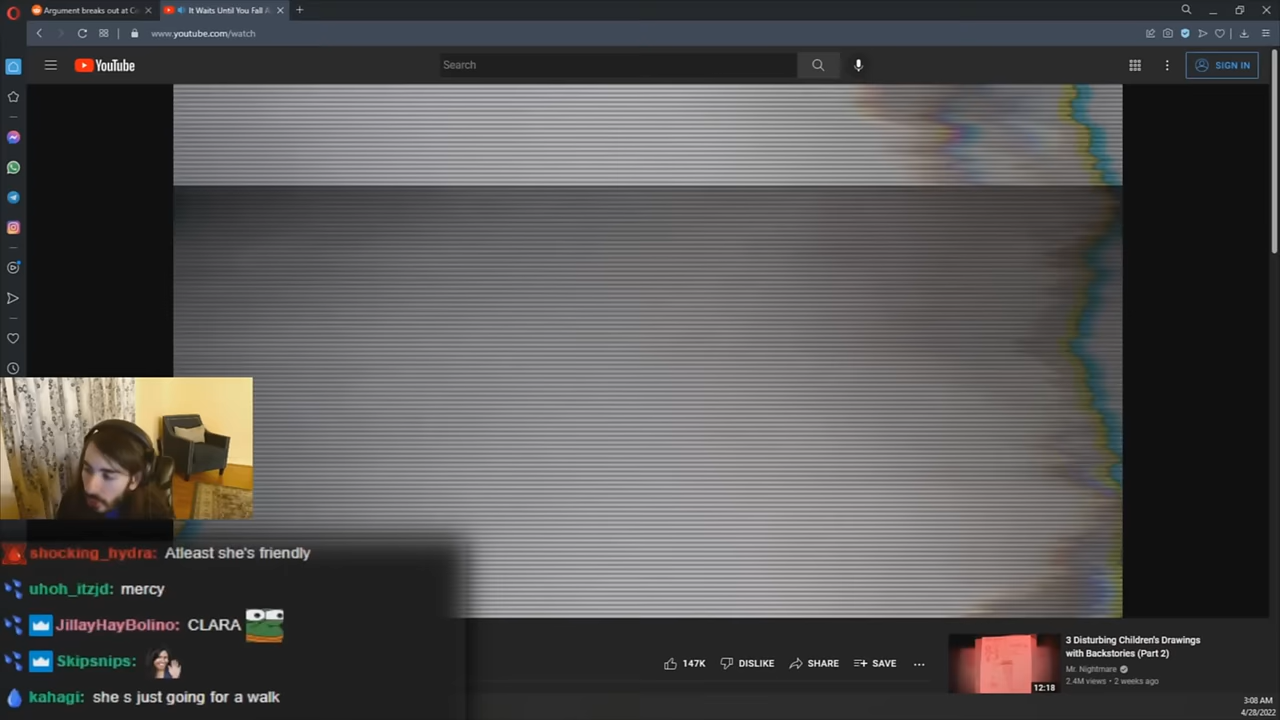 Argument breaks out at C
It Waits Until You Fall A
www.youtube.com/watch
YouTube
Search
SIGN IN
shocking_hydra: Atleast she's friendly
uhoh_itzjd: mercy
JillayHayBolino: CLARA
Skipsnips:
kahagi: she s just going for a walk
147K
DISLIKE
SHARE
SAVE
3 Disturbing Children's Drawings
with Backstories (Part 2)
Mr. Nightmare
2.4M views • 2 weeks ago
12:18
3:08 AM
4/28/2022